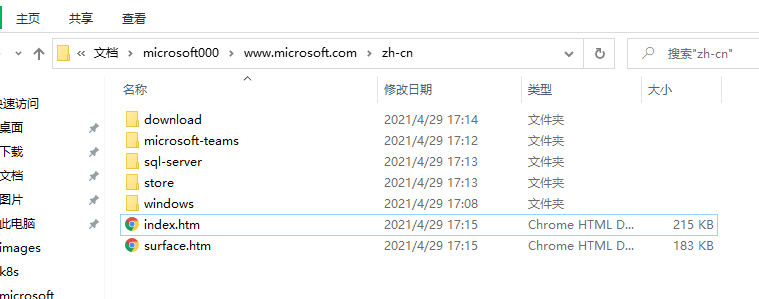 主页 共享 查看
« 文档 > microsoft000 > www.microsoft.com > zh-cn 搜索"zh-cn"
名称 修改日期 类型 大小
快速访问
桌面
下载
文档
图片
此电脑
images
k8s
microsoft
download 2021/4/29 17:14 文件夹
microsoft-teams 2021/4/29 17:12 文件夹
sql-server 2021/4/29 17:13 文件夹
store 2021/4/29 17:13 文件夹
windows 2021/4/29 17:08 文件夹
index.htm 2021/4/29 17:15 Chrome HTML D... 215 KB
surface.htm 2021/4/29 17:15 Chrome HTML D... 183 KB